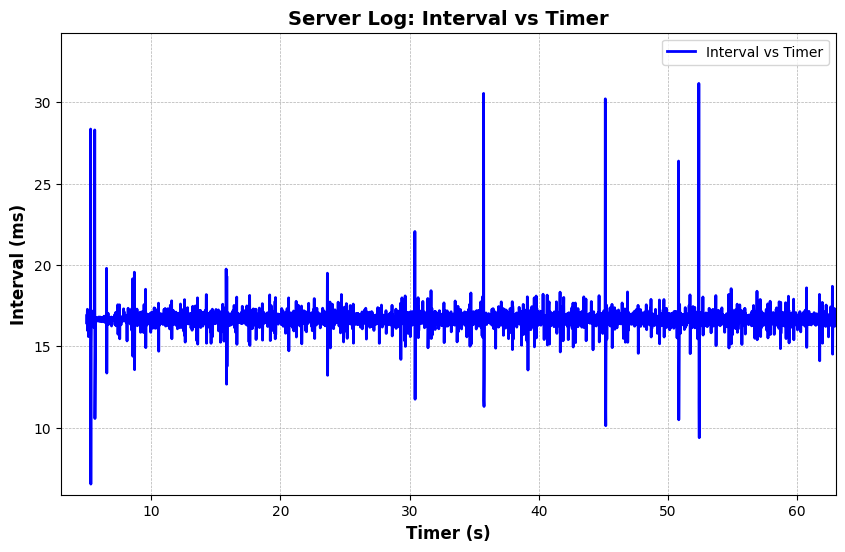 Server Log: Interval vs Timer
Interval vs Timer
30
25
20
15
10
Interval (ms)
10 20 30 40 50 60
Timer (s)